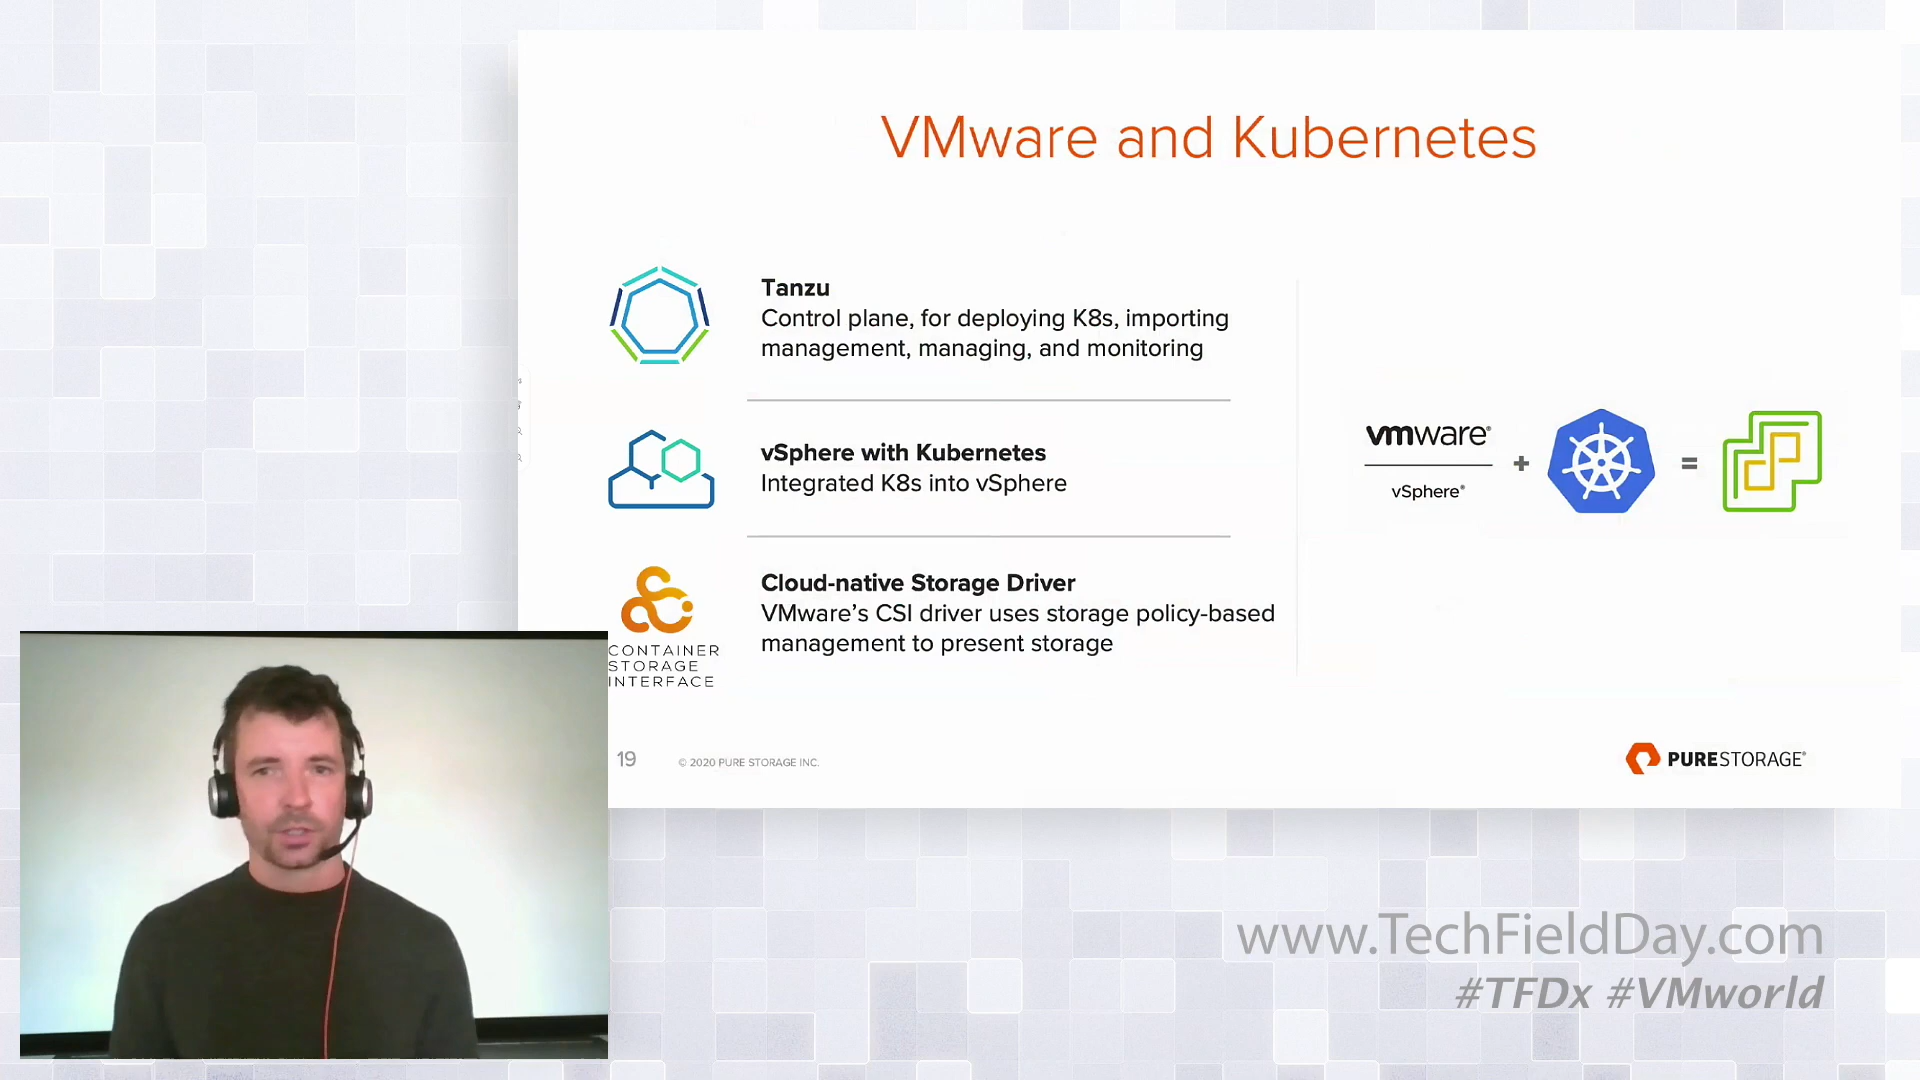 VMware and Kubernetes
Tanzu
Control plane, for deploying K8s, importing
management, managing, and monitoring
vSphere with Kubernetes
Integrated K8s into vSphere
Cloud-native Storage Driver
VMware’s CSI driver uses storage policy-based
management to present storage
CONTAINER
STORAGE
INTERFACE
vmware®
vSphere®
+
=
19
© 2020 PURE STORAGE INC.
PURESTORAGE®
www.TechFieldDay.com
#TFDx #VMworld